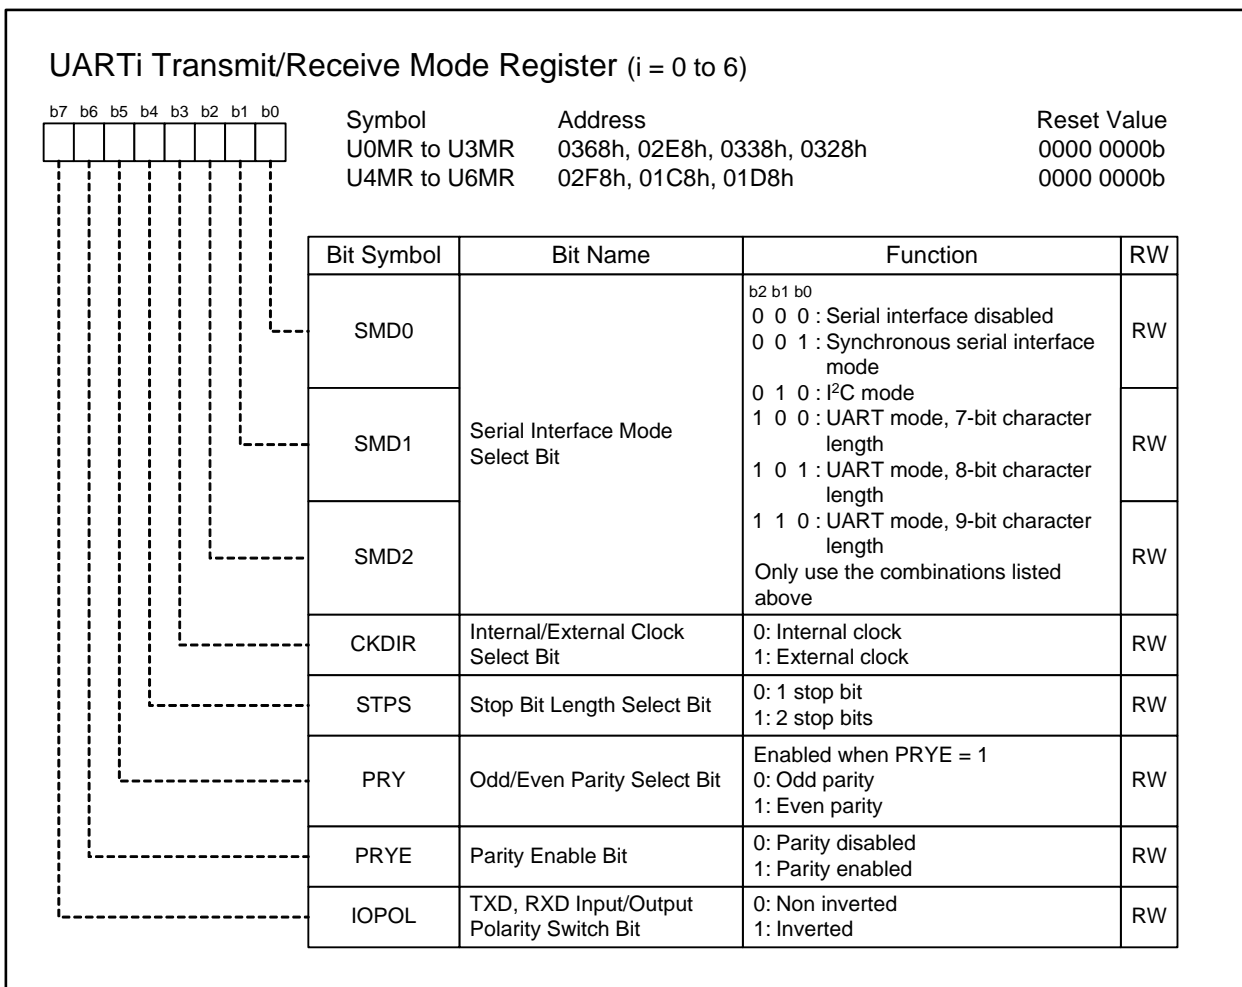 UARTi Transmit/Receive Mode Register (i = 0 to 6)
b7 b6 b5 b4 b3 b2 b1 b0
Symbol Address Reset Value
U0MR to U3MR 0368h, 02E8h, 0338h, 0328h 0000 0000b
U4MR to U6MR 02F8h, 01C8h, 01D8h 0000 0000b
Bit Symbol Bit Name Function RW
SMD0
SMD1
SMD2
Serial Interface Mode
Select Bit
b2 b1 b0
0 0 0 : Serial interface disabled
0 0 1 : Synchronous serial interface
mode
0 1 0 : I²C mode
1 0 0 : UART mode, 7-bit character
length
1 0 1 : UART mode, 8-bit character
length
1 1 0 : UART mode, 9-bit character
length
Only use the combinations listed
above
RW
RW
RW
CKDIR
Internal/External Clock
Select Bit
0: Internal clock
1: External clock
RW
STPS
Stop Bit Length Select Bit
0: 1 stop bit
1: 2 stop bits
RW
PRY
Odd/Even Parity Select Bit
Enabled when PRYE = 1
0: Odd parity
1: Even parity
RW
PRYE
Parity Enable Bit
0: Parity disabled
1: Parity enabled
RW
IOPOL
TXD, RXD Input/Output
Polarity Switch Bit
0: Non inverted
1: Inverted
RW